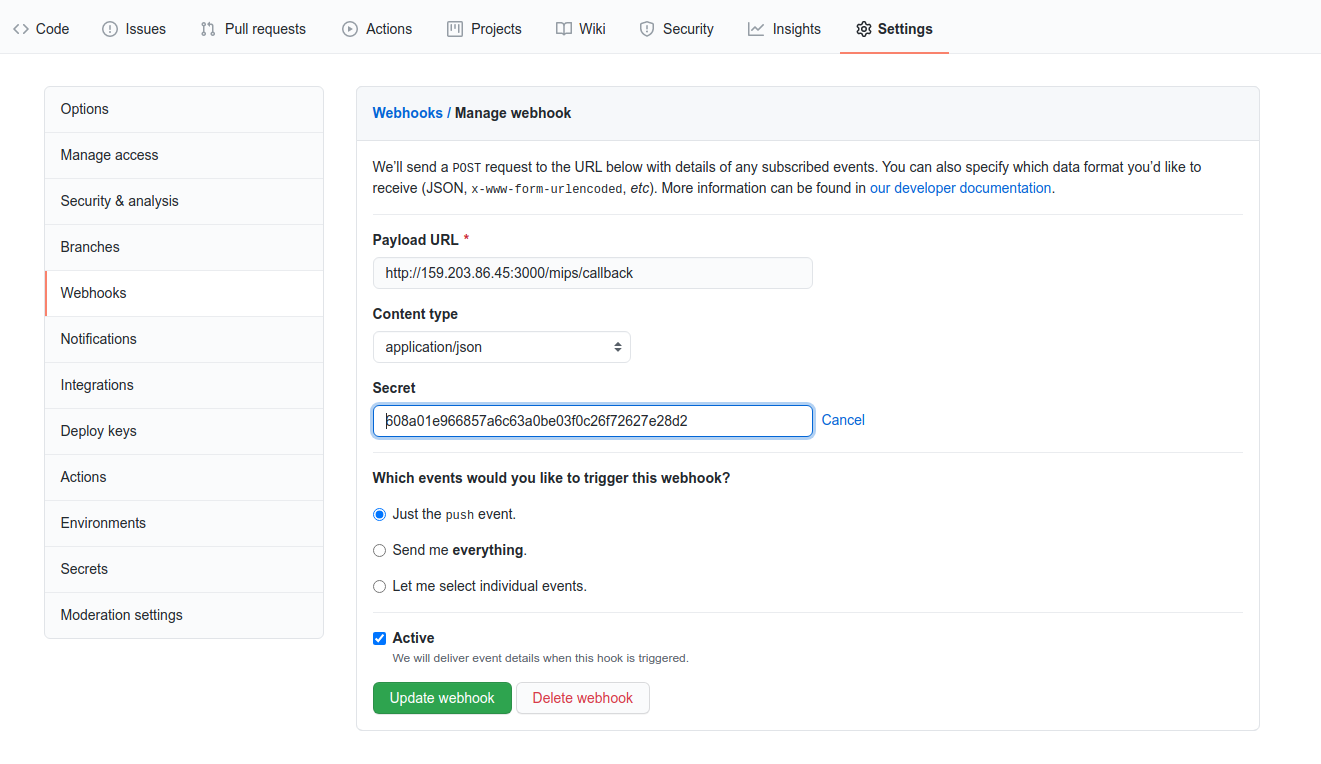 Code Issues Pull requests Actions Projects Wiki Security Insights Settings
Options
Manage access
Security & analysis
Branches
Webhooks
Notifications
Integrations
Deploy keys
Actions
Environments
Secrets
Moderation settings
Webhooks / Manage webhook
We'll send a POST request to the URL below with details of any subscribed events. You can also specify which data format you'd like to
receive (JSON, x-www-form-urlencoded, etc). More information can be found in our developer documentation.
Payload URL *
http://159.203.86.45:3000/mips/callback
Content type
application/json
Secret
608a01e966857a6c63a0be03f0c26f72627e28d2 Cancel
Which events would you like to trigger this webhook?
Just the push event.
Send me everything.
Let me select individual events.
Active
We will deliver event details when this hook is triggered.
Update webhook Delete webhook